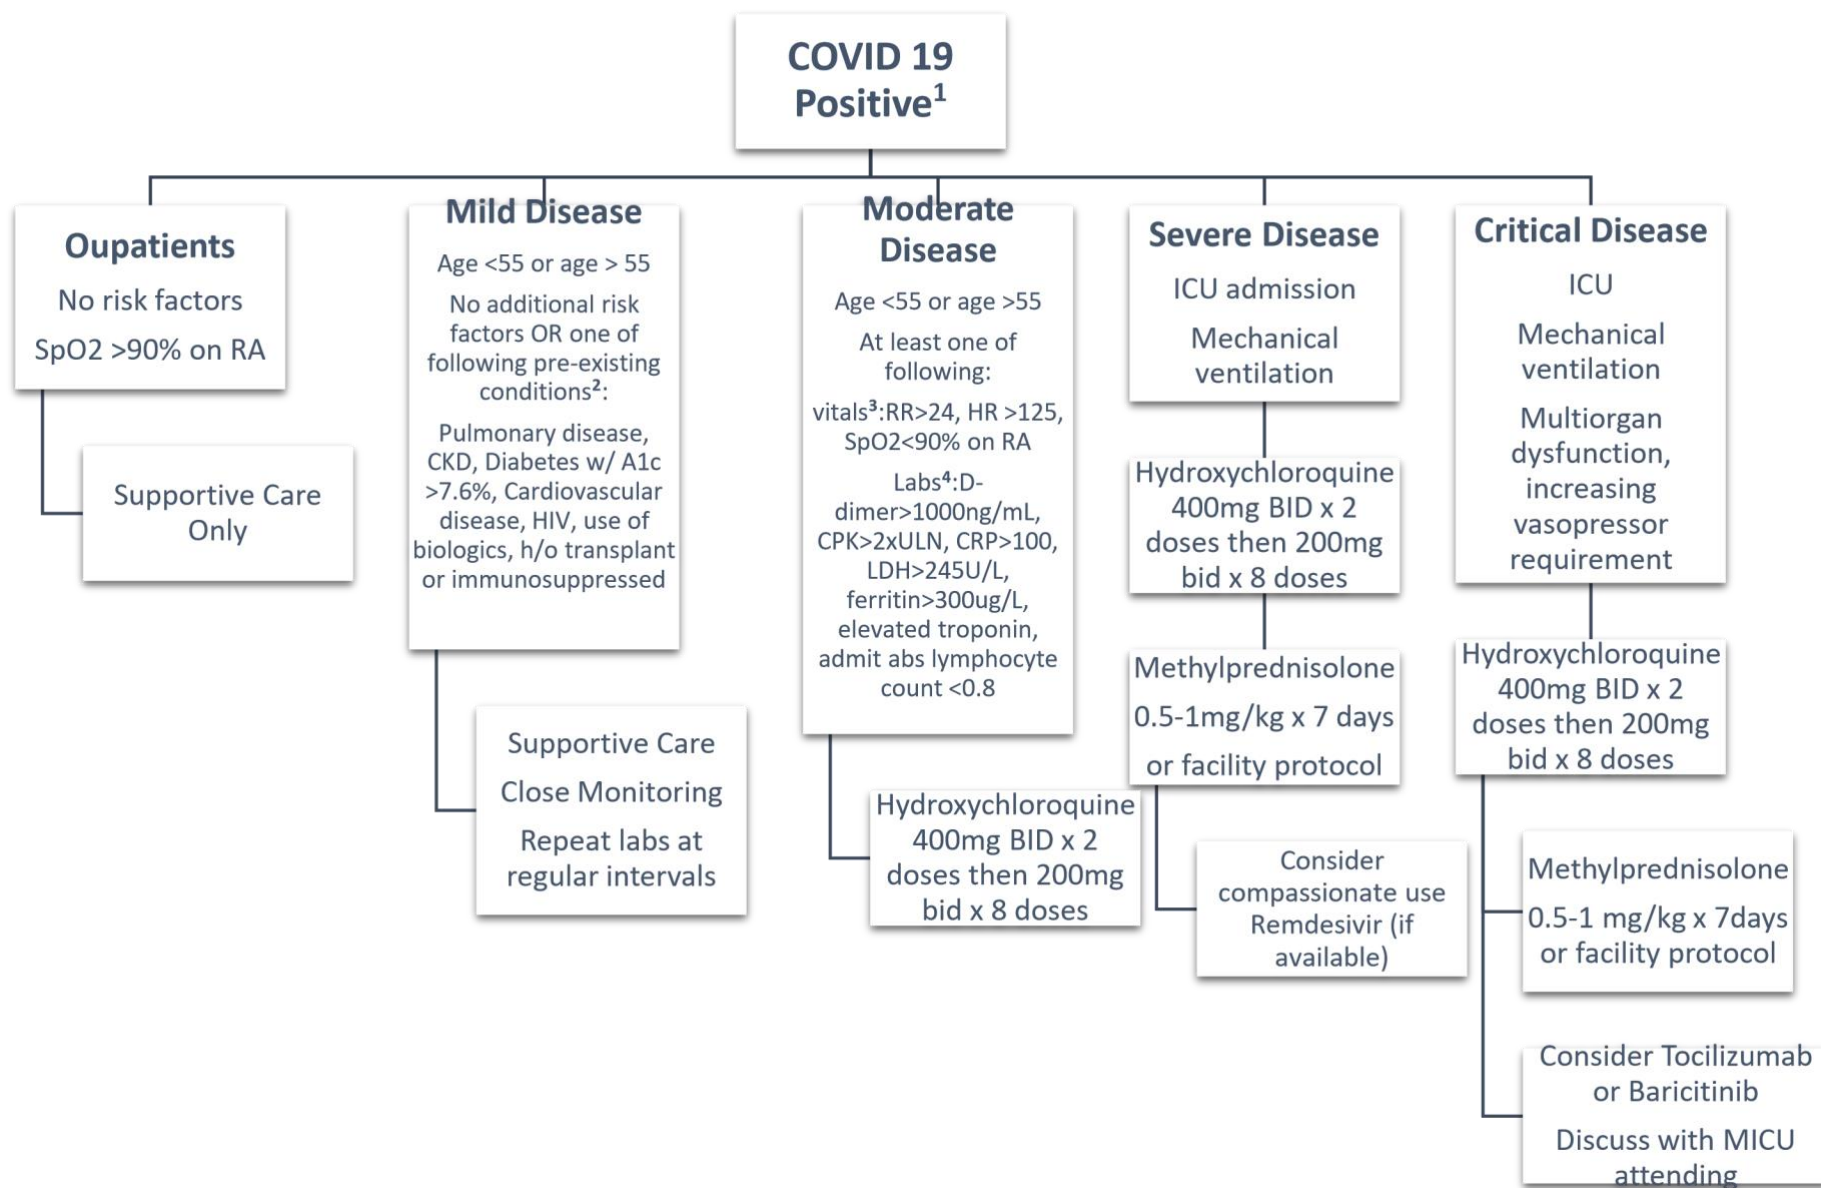 COVID 19
Positive¹
Oupatients
No risk factors
SpO2 >90% on RA
Supportive Care
Only
Mild Disease
Age <55 or age > 55
No additional risk
factors OR one of
following pre-existing
conditions²:
Pulmonary disease,
CKD, Diabetes w/ A1c
>7.6%, Cardiovascular
disease, HIV, use of
biologics, h/o transplant
or immunosuppressed
Supportive Care
Close Monitoring
Repeat labs at
regular intervals
Moderate
Disease
Age <55 or age >55
At least one of
following:
vitals³:RR>24, HR >125,
SpO2<90% on RA
Labs⁴:D-
dimer>1000ng/mL,
CPK>2xULN, CRP>100,
LDH>245U/L,
ferritin>300ug/L,
elevated troponin,
admit abs lymphocyte
count <0.8
Hydroxychloroquine
400mg BID x 2
doses then 200mg
bid x 8 doses
Severe Disease
ICU admission
Mechanical
ventilation
Hydroxychloroquine
400mg BID x 2
doses then 200mg
bid x 8 doses
Methylprednisolone
0.5-1mg/kg x 7 days
or facility protocol
Consider
compassionate use
Remdesivir (if
available)
Critical Disease
ICU
Mechanical
ventilation
Multiorgan
dysfunction,
increasing
vasopressor
requirement
Hydroxychloroquine
400mg BID x 2
doses then 200mg
bid x 8 doses
Methylprednisolone
0.5-1 mg/kg x 7days
or facility protocol
Consider Tocilizumab
or Baricitinib
Discuss with MICU
attending